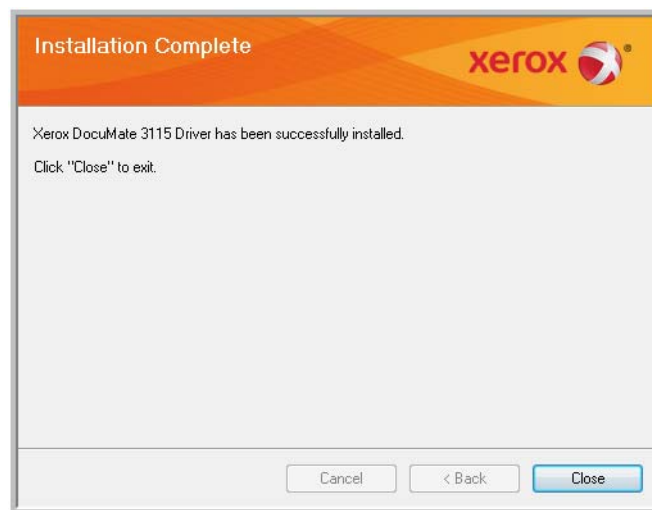 Installation Complete
xerox ®
Xerox DocuMate 3115 Driver has been successfully installed.
Click "Close" to exit.
Cancel
< Back
Close